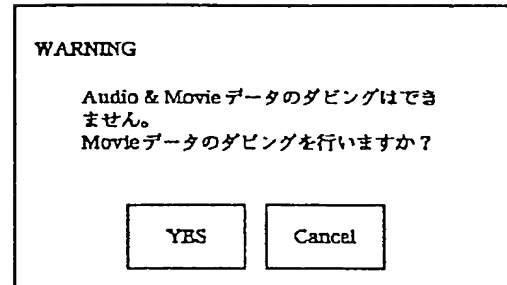 WARNING
Audio & Movieデータのダビングはでき
ません。
Movieデータのダビングを行いますか？
YES
Cancel